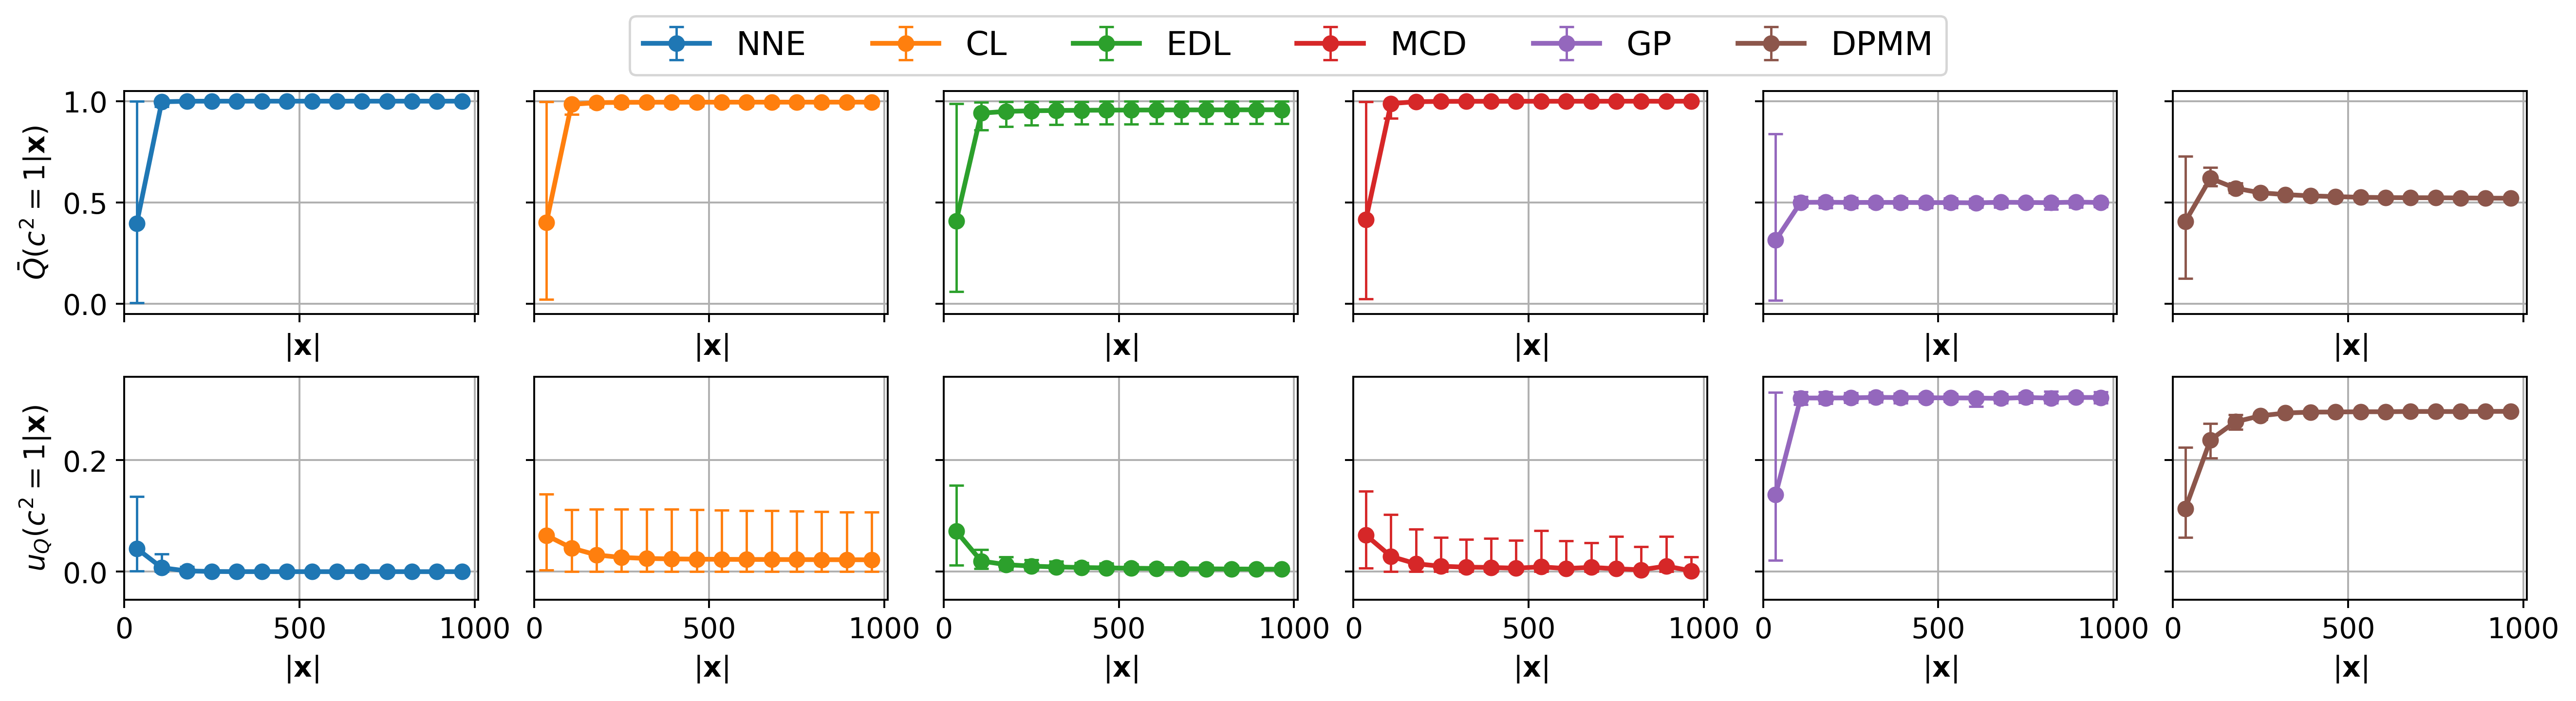 NNE CL EDL MCD GP DPMM
Q̄(c² = 1|x)
1.0
0.5
0.0
|x| |x| |x| |x| |x| |x|
u_Q(c² = 1|x)
0.2
0.0
0 500 1000 0 500 1000 0 500 1000 0 500 1000 0 500 1000 0 500 1000
|x| |x| |x| |x| |x| |x|